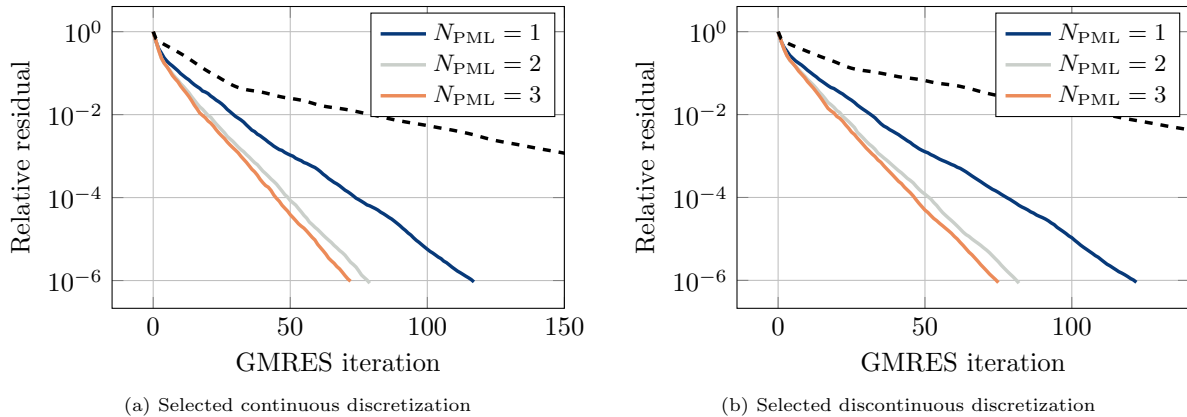 Relative residual
10^0
10^-2
10^-4
10^-6
0
50
100
150
GMRES iteration
N_PML = 1
N_PML = 2
N_PML = 3
(a) Selected continuous discretization
Relative residual
10^0
10^-2
10^-4
10^-6
0
50
100
GMRES iteration
N_PML = 1
N_PML = 2
N_PML = 3
(b) Selected discontinuous discretization